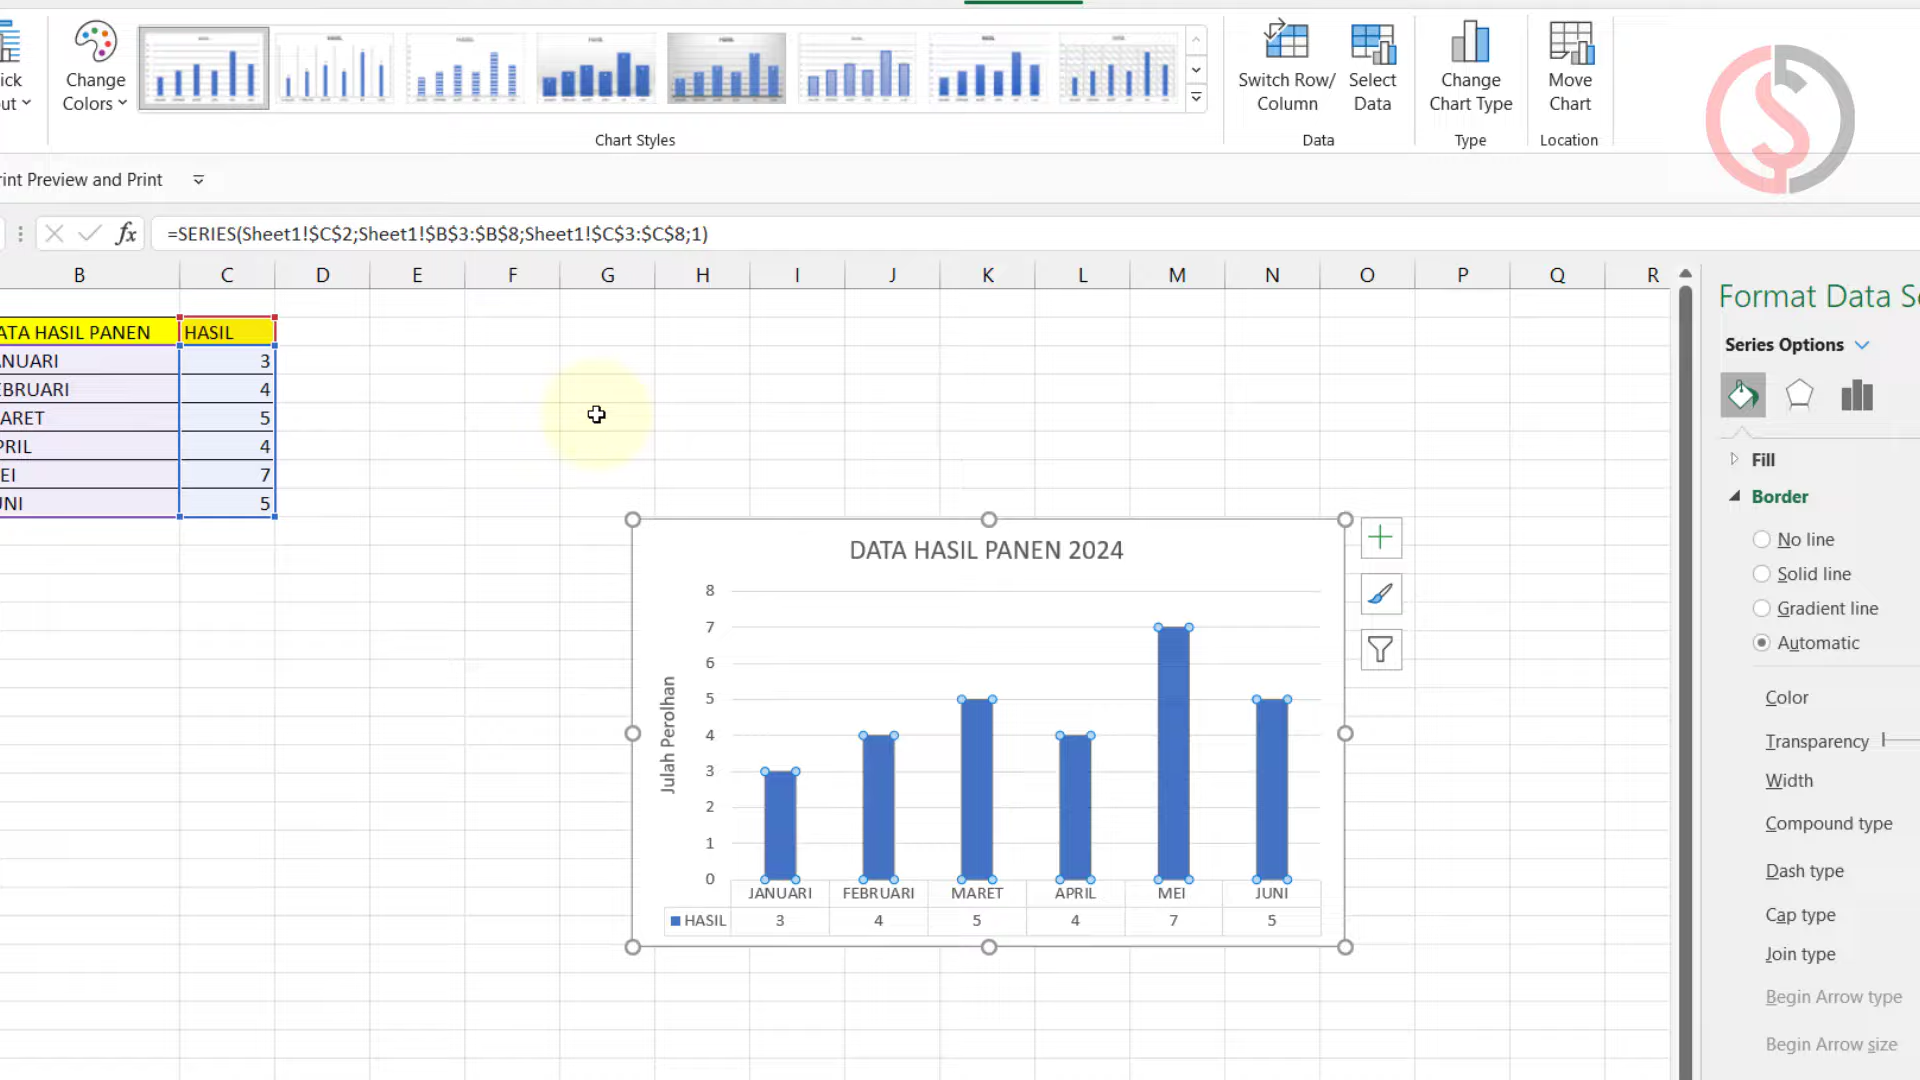 ick
ut
Change
Colors
Chart Styles
Switch Row/
Column
Select
Data
Data
Change
Chart Type
Type
Move
Chart
Location
rint Preview and Print
fx
=SERIES(Sheet1!$C$2;Sheet1!$B$3:$B$8;Sheet1!$C$3:$C$8;1)
B C D E F G H I J K L M N O P Q R
ATA HASIL PANEN HASIL
ANUARI 3
EBRUARI 4
ARET 5
PRIL 4
EI 7
UNI 5
DATA HASIL PANEN 2024
Julah Perolhan
8
7
6
5
4
3
2
1
0
JANUARI FEBRUARI MARET APRIL MEI JUNI
HASIL 3 4 5 4 7 5
Format Data S
Series Options
Fill
Border
No line
Solid line
Gradient line
Automatic
Color
Transparency
Width
Compound type
Dash type
Cap type
Join type
Begin Arrow type
Begin Arrow size